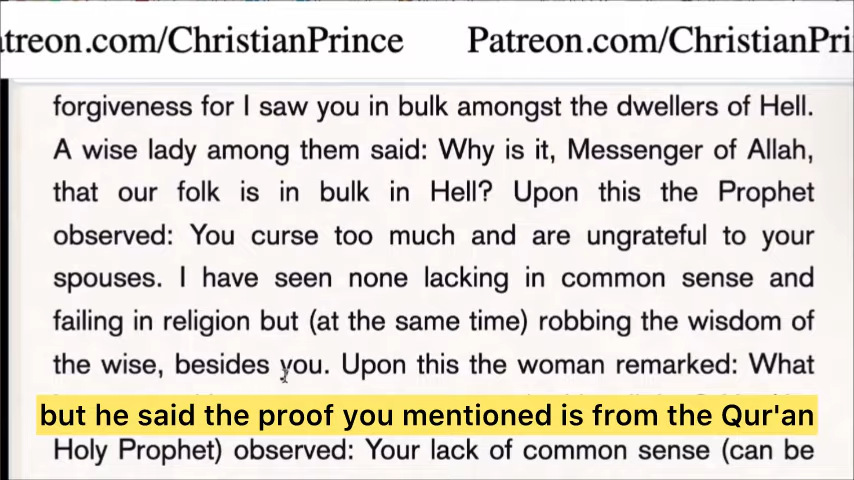 treon.com/ChristianPrince Patreon.com/ChristianPri
forgiveness for I saw you in bulk amongst the dwellers of Hell.
A wise lady among them said: Why is it, Messenger of Allah,
that our folk is in bulk in Hell? Upon this the Prophet
observed: You curse too much and are ungrateful to your
spouses. I have seen none lacking in common sense and
failing in religion but (at the same time) robbing the wisdom of
the wise, besides you. Upon this the woman remarked: What
but he said the proof you mentioned is from the Qur'an
Holy Prophet) observed: Your lack of common sense (can be